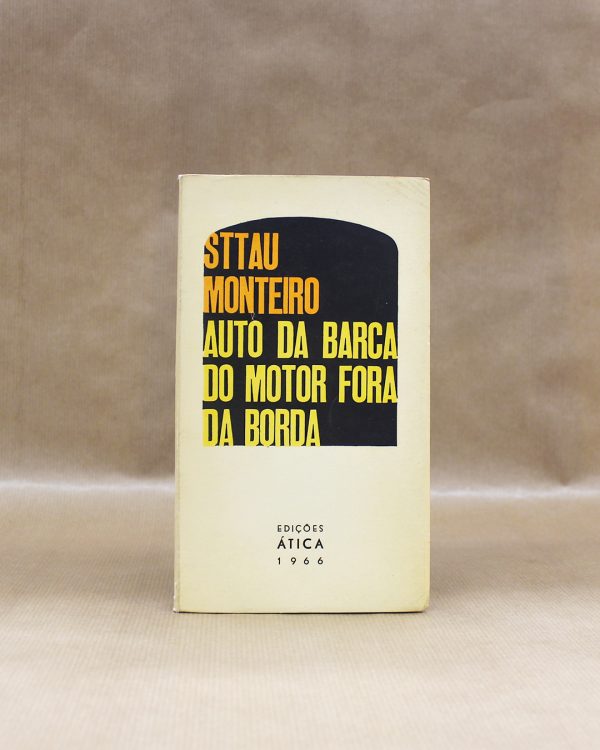 STTAU
MONTEIRO
AUTO DA BARCA
DO MOTOR FORA
DA BORDA
EDIÇÕES
ÁTICA
1966